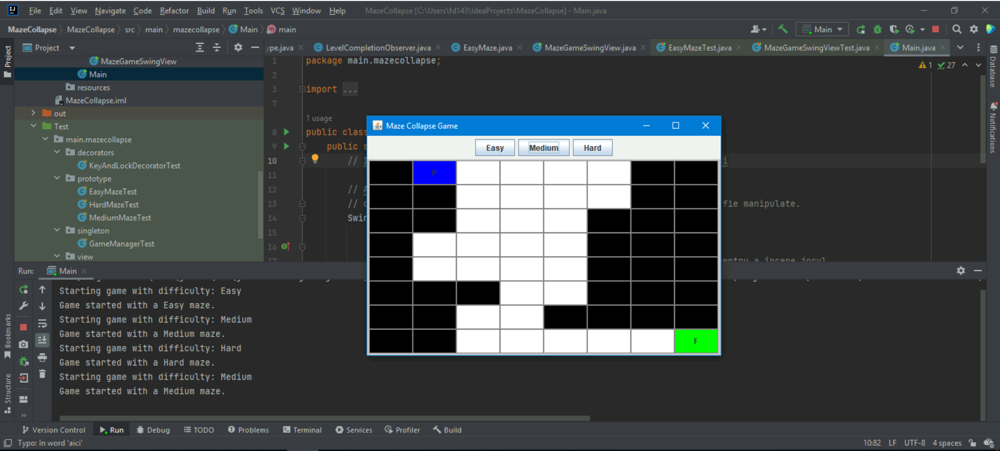 File Edit View Navigate Code Refactor Build Run Tools VCS Window Help MazeCollapse [C:\Users\fd143\IdeaProjects\MazeCollapse] - Main.java
MazeCollapse MazeCollapse src main mazecollapse Main main Main
Project ype.java LevelCompletionObserver.java EasyMaze.java MazeGameSwingView.java EasyMazeTest.java MazeGameSwingViewTest.java Main.java
Project
MazeGameSwingView
Main
resources
MazeCollapse.iml
out
Test
main.mazecollapse
decorators
KeyAndLockDecoratorTest
prototype
EasyMazeTest
HardMazeTest
MediumMazeTest
singleton
GameManagerTest
view
1 package main.mazecollapse;
1 27
2
3 import ...
7
1 usage
8 public clas
9 public s
10 //
11
12 //
13 // fie manipulate.
14 Swin
15
16
17 entru a începe jocul
Maze Collapse Game
Easy Medium Hard
P
F
Database
Notifications
Run: Main
Starting game with difficulty: Easy
Game started with a Easy maze.
Starting game with difficulty: Medium
Game started with a Medium maze.
Starting game with difficulty: Hard
Game started with a Hard maze.
Starting game with difficulty: Medium
Game started with a Medium maze.
Bookmarks
Structure
Version Control Run Debug TODO Problems Terminal Services Profiler Build
Typo: In word 'aici' 10:82 LF UTF-8 4 spaces